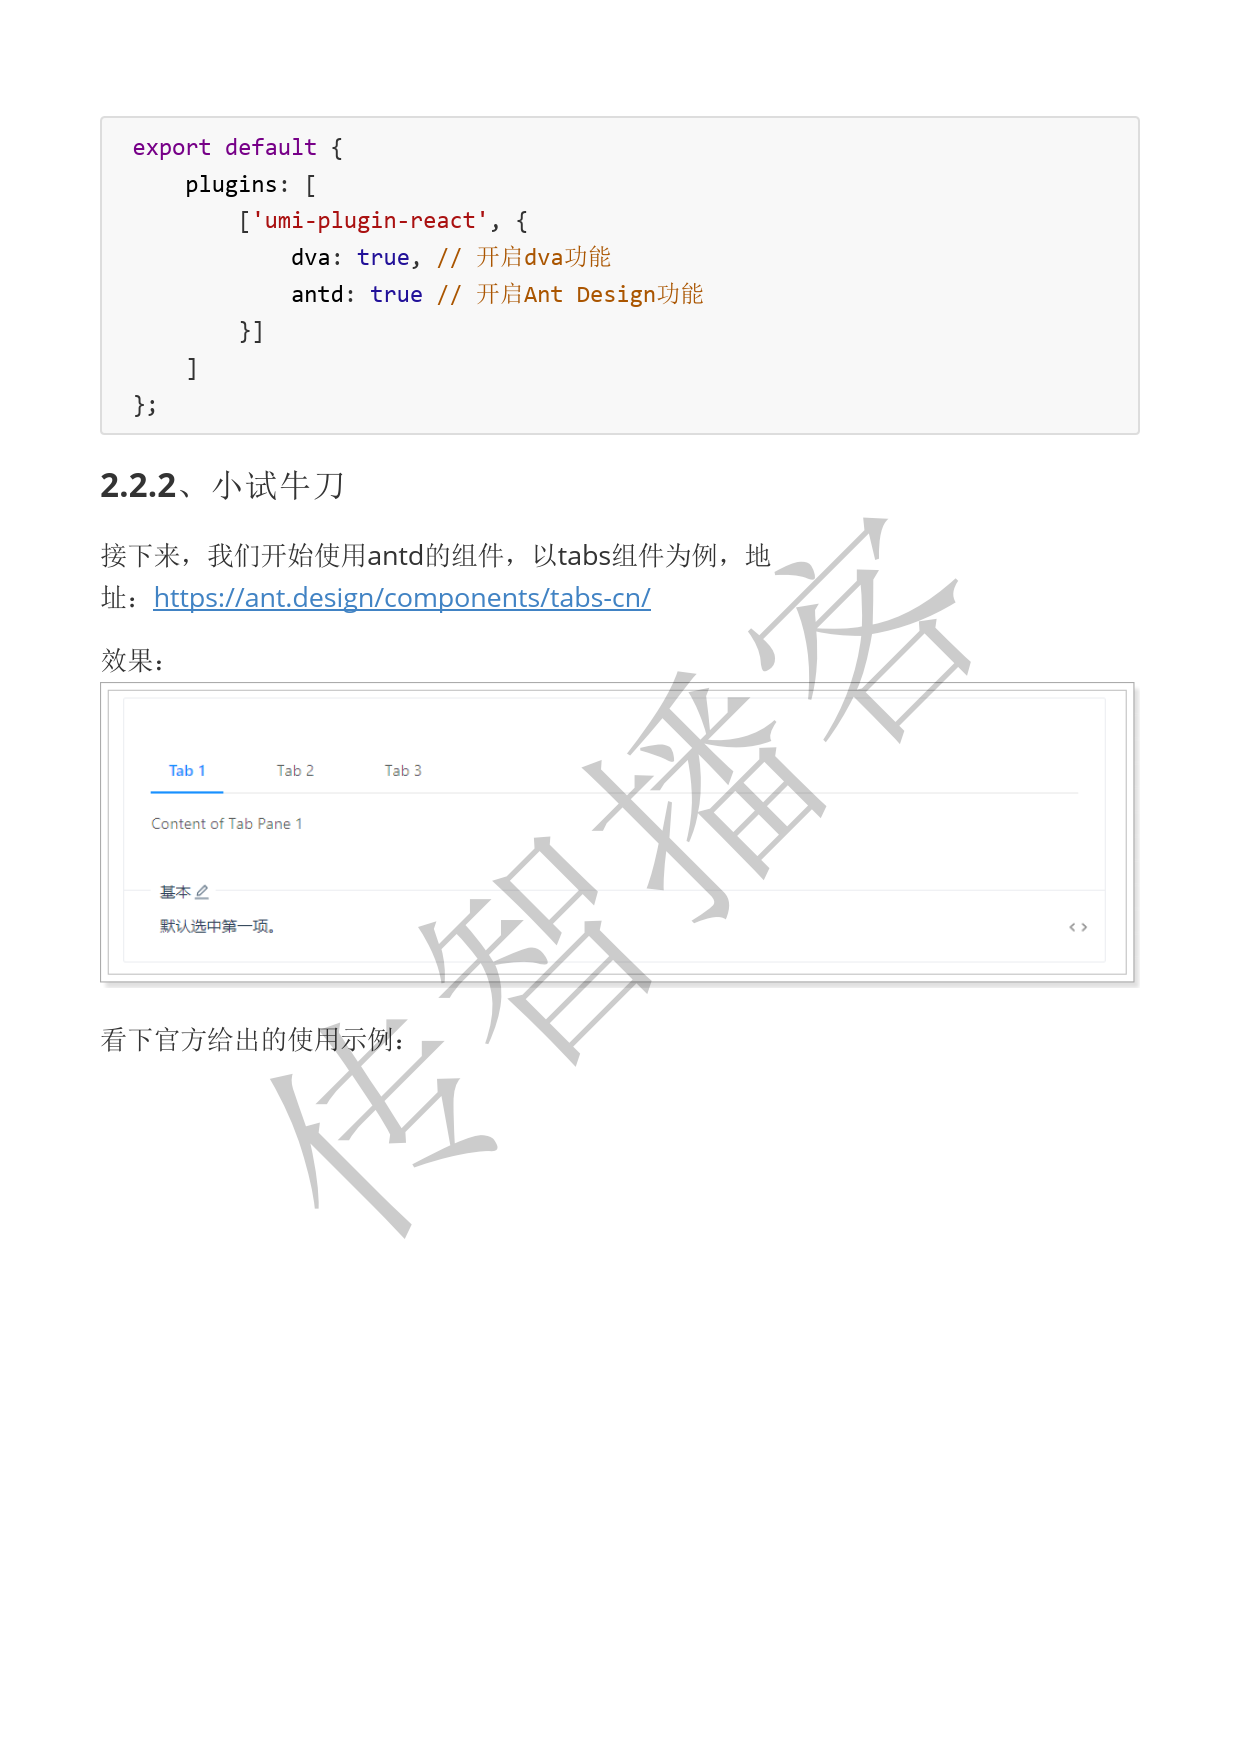 export default {
    plugins: [
        ['umi-plugin-react', {
            dva: true, // 开启dva功能
            antd: true // 开启Ant Design功能
        }]
    ]
};
2.2.2、小试牛刀
接下来，我们开始使用antd的组件，以tabs组件为例，地
址：https://ant.design/components/tabs-cn/
效果：
Tab 1 Tab 2 Tab 3
Content of Tab Pane 1
基本
默认选中第一项。
看下官方给出的使用示例：
传智播客